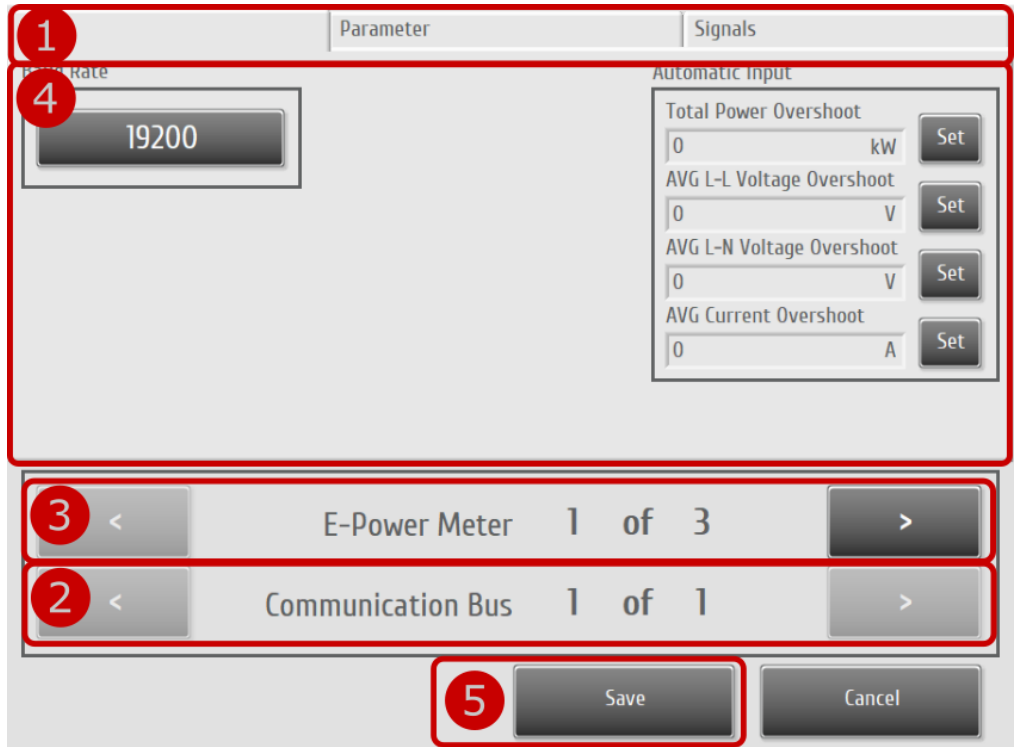 1
Parameter
Signals
Rate
Automatic Input
4
19200
Total Power Overshoot
0 kW
Set
AVG L-L Voltage Overshoot
0 V
Set
AVG L-N Voltage Overshoot
0 V
Set
AVG Current Overshoot
0 A
Set
3 < E-Power Meter 1 of 3 >
2 < Communication Bus 1 of 1 >
5 Save
Cancel